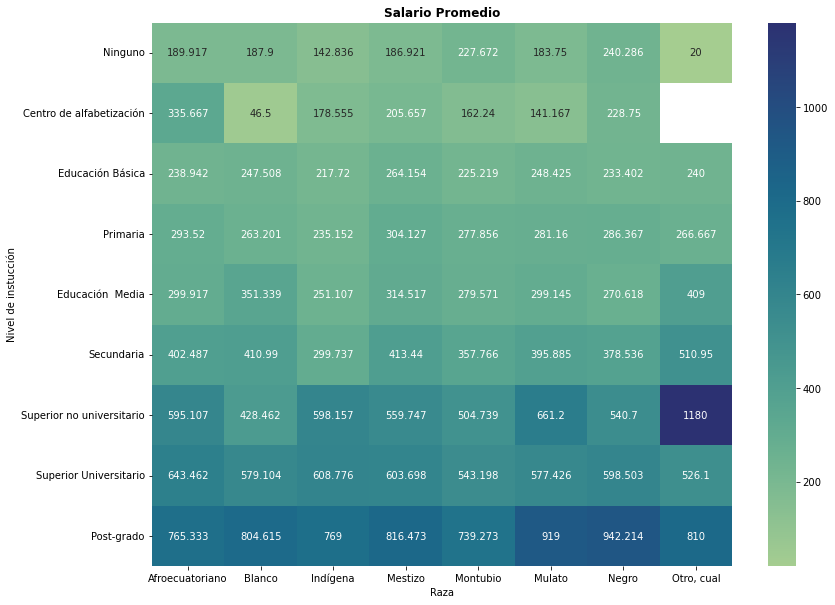 Salario Promedio
Ninguno 189.917 187.9 142.836 186.921 227.672 183.75 240.286 20
Centro de alfabetización 335.667 46.5 178.555 205.657 162.24 141.167 228.75
Educación Básica 238.942 247.508 217.72 264.154 225.219 248.425 233.402 240
Primaria 293.52 263.201 235.152 304.127 277.856 281.16 286.367 266.667
Educación  Media 299.917 351.339 251.107 314.517 279.571 299.145 270.618 409
Secundaria 402.487 410.99 299.737 413.44 357.766 395.885 378.536 510.95
Superior no universitario 595.107 428.462 598.157 559.747 504.739 661.2 540.7 1180
Superior Universitario 643.462 579.104 608.776 603.698 543.198 577.426 598.503 526.1
Post-grado 765.333 804.615 769 816.473 739.273 919 942.214 810
Afroecuatoriano Blanco Indígena Mestizo Montubio Mulato Negro Otro, cual
Raza
Nivel de instucción
1000
800
600
400
200